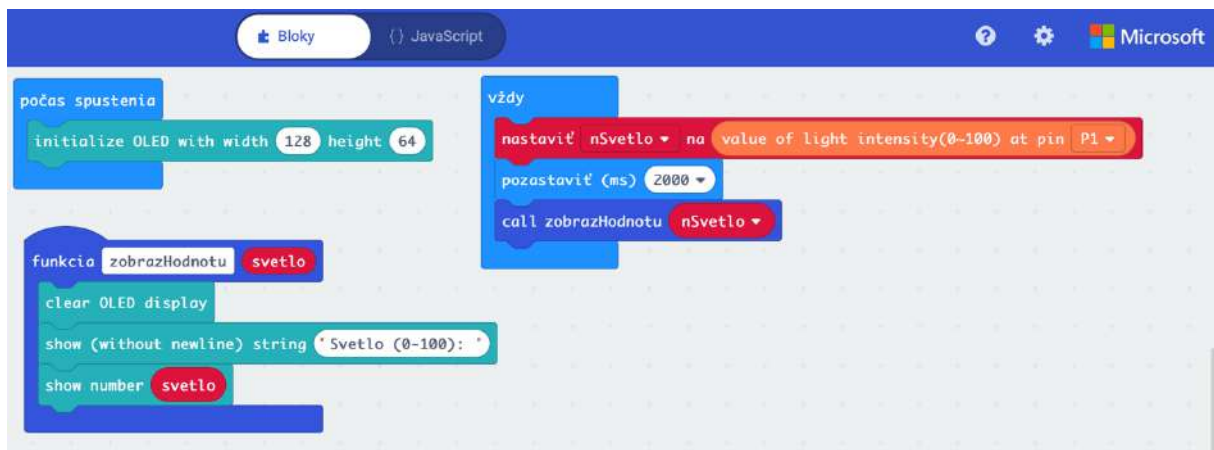 Bloky
{} JavaScript
Microsoft
počas spustenia
initialize OLED with width 128 height 64
funkcia zobrazHodnotu svetlo
clear OLED display
show (without newline) string "Svetlo (0-100): "
show number svetlo
vždy
nastaviť nSvetlo na value of light intensity(0~100) at pin P1
pozastaviť (ms) 2000
call zobrazHodnotu nSvetlo